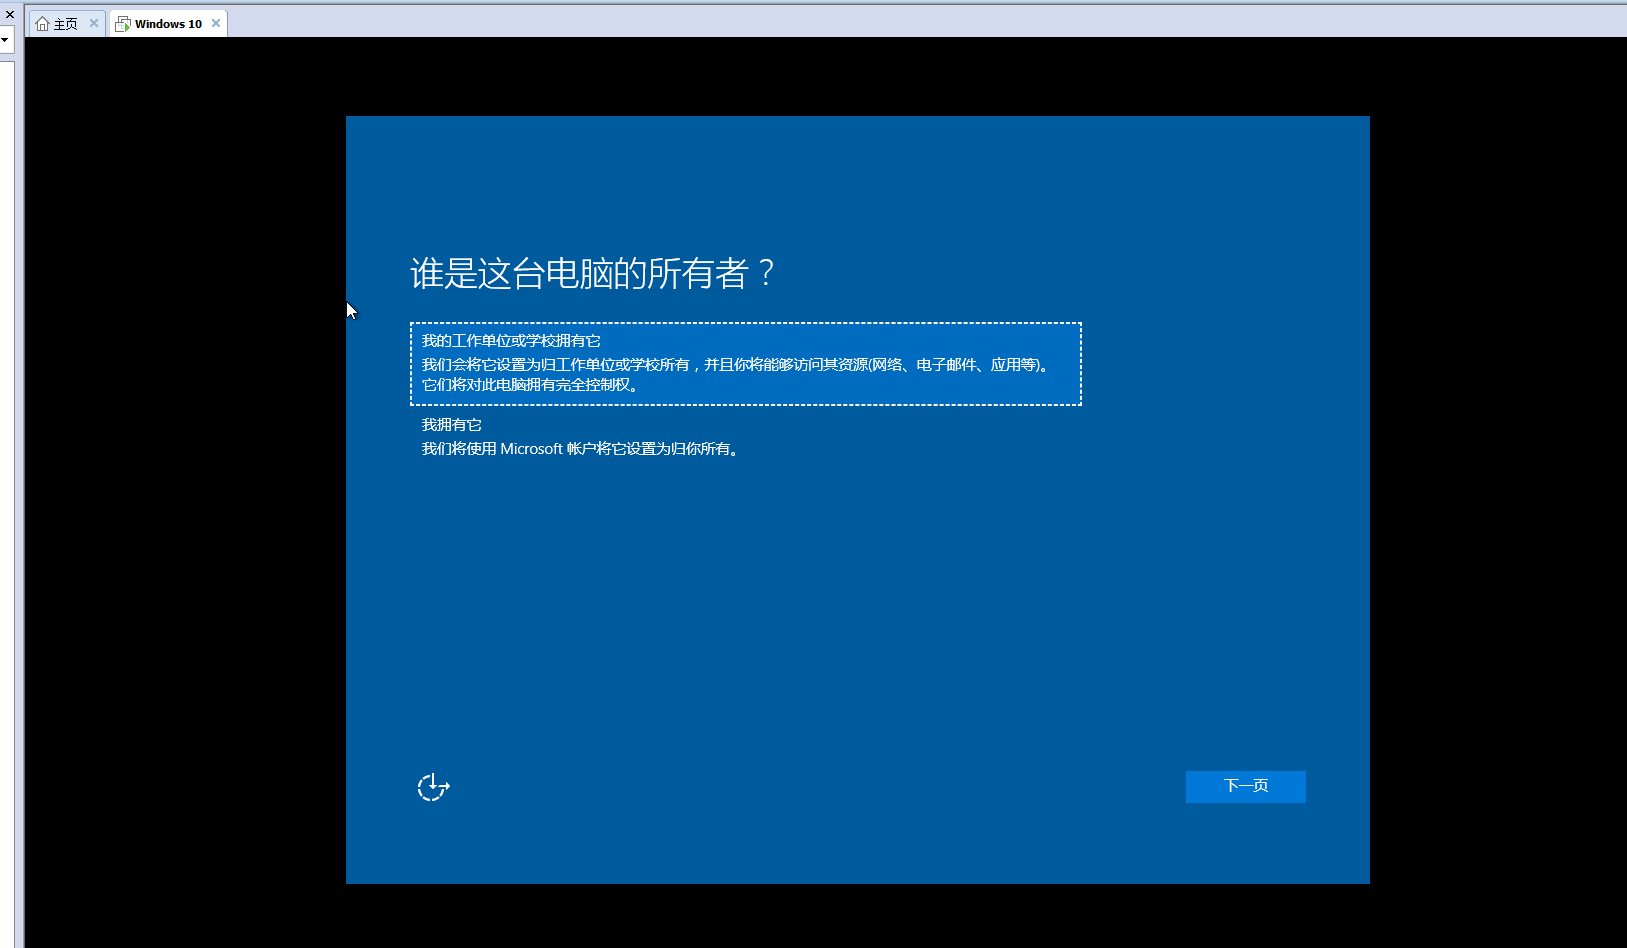 主页
Windows 10
谁是这台电脑的所有者？
我的工作单位或学校拥有它
我们会将它设置为归工作单位或学校所有，并且你将能够访问其资源(网络、电子邮件、应用等)。
它们将对此电脑拥有完全控制权。
我拥有它
我们将使用 Microsoft 帐户将它设置为归你所有。
下一页